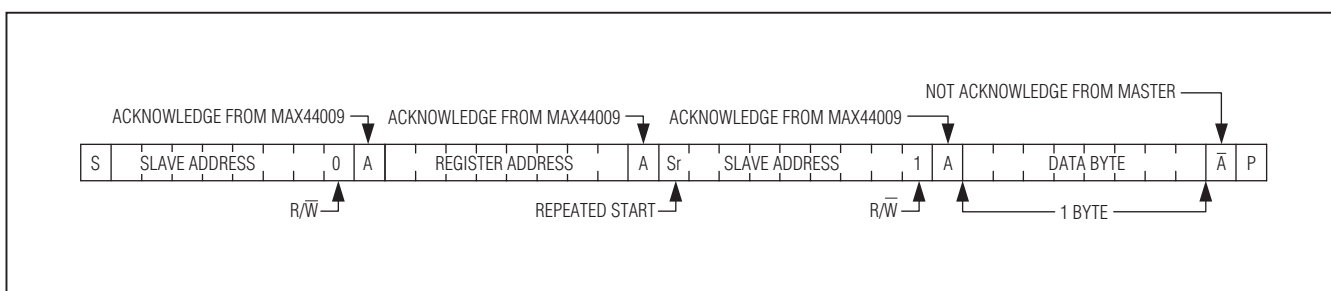 NOT ACKNOWLEDGE FROM MASTER
ACKNOWLEDGE FROM MAX44009 ACKNOWLEDGE FROM MAX44009 ACKNOWLEDGE FROM MAX44009
S SLAVE ADDRESS 0 A REGISTER ADDRESS A Sr SLAVE ADDRESS 1 A DATA BYTE A̅ P
R/W̅ REPEATED START R/W̅ 1 BYTE